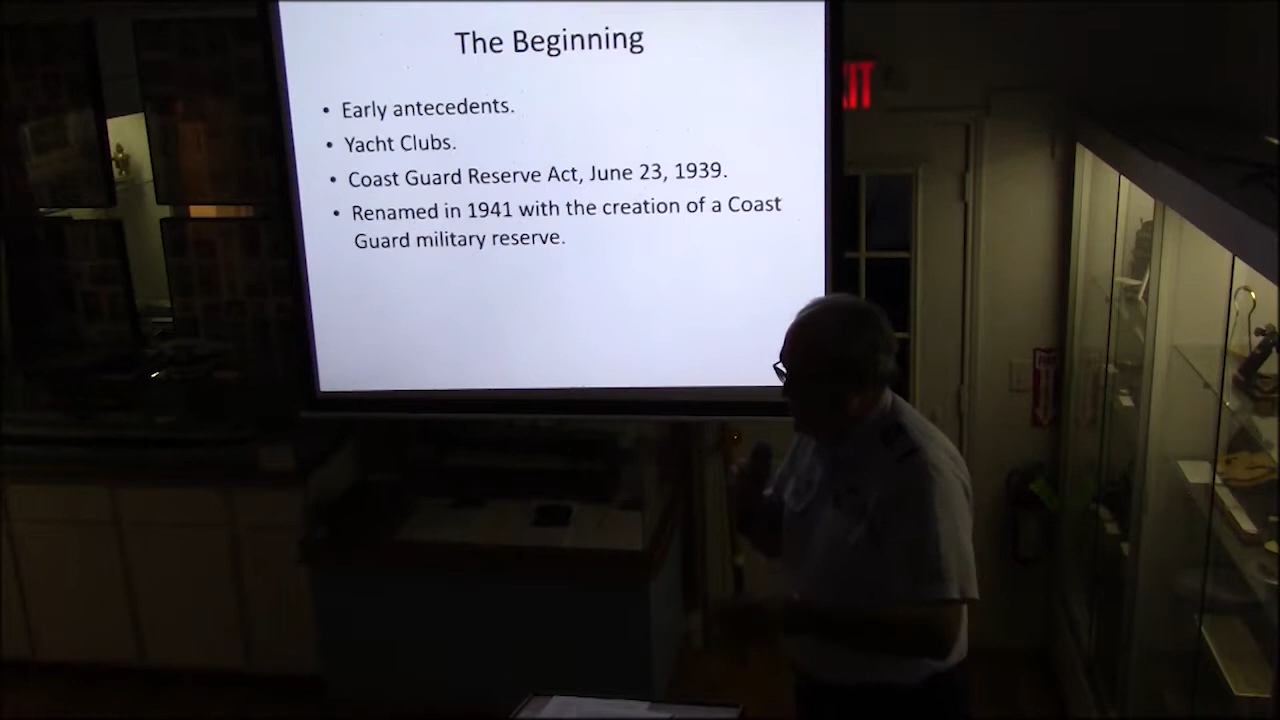 The Beginning
• Early antecedents.
• Yacht Clubs.
• Coast Guard Reserve Act, June 23, 1939.
• Renamed in 1941 with the creation of a Coast
Guard military reserve.